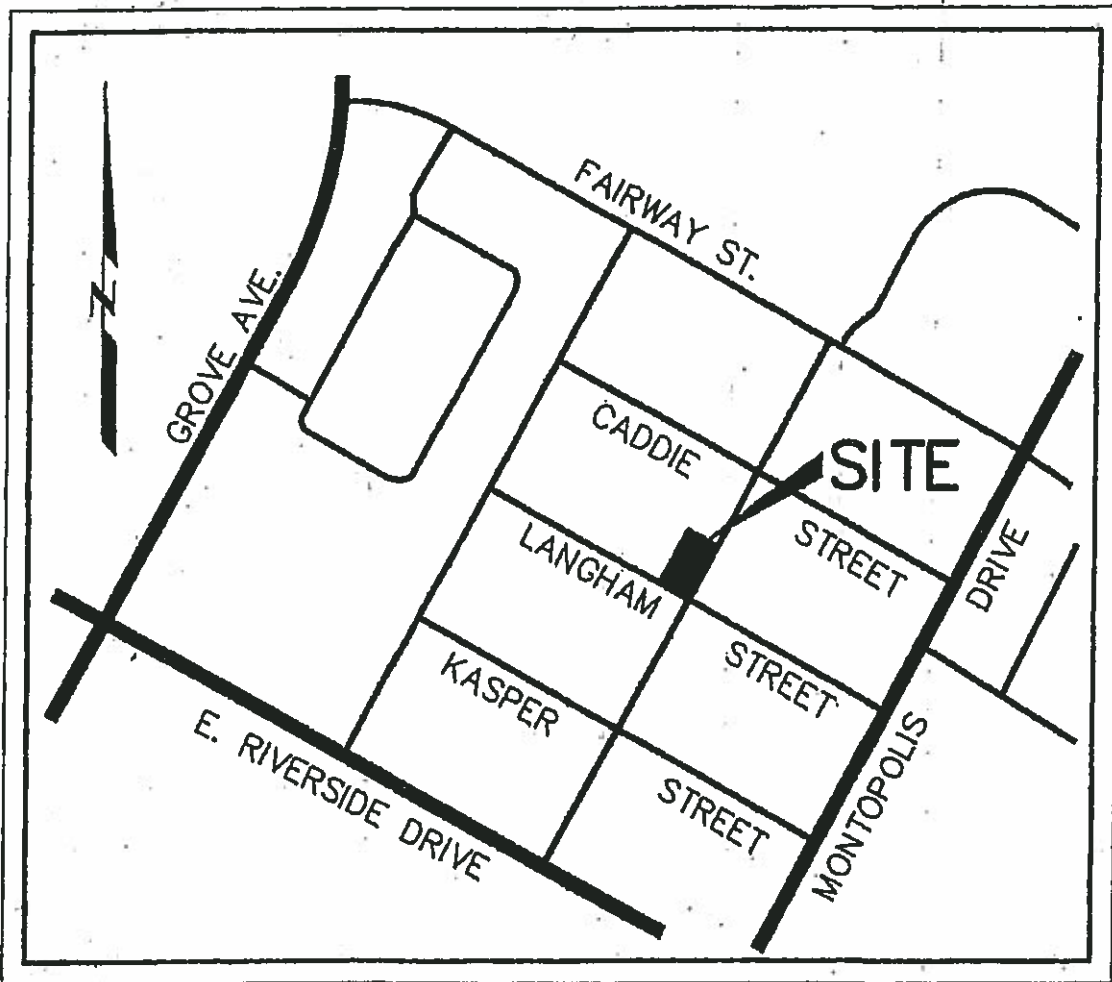 FAIRWAY ST.
N
GROVE AVE.
CADDIE STREET
SITE
LANGHAM STREET
DRIVE
KASPER STREET
MONTOPOLIS
E. RIVERSIDE DRIVE